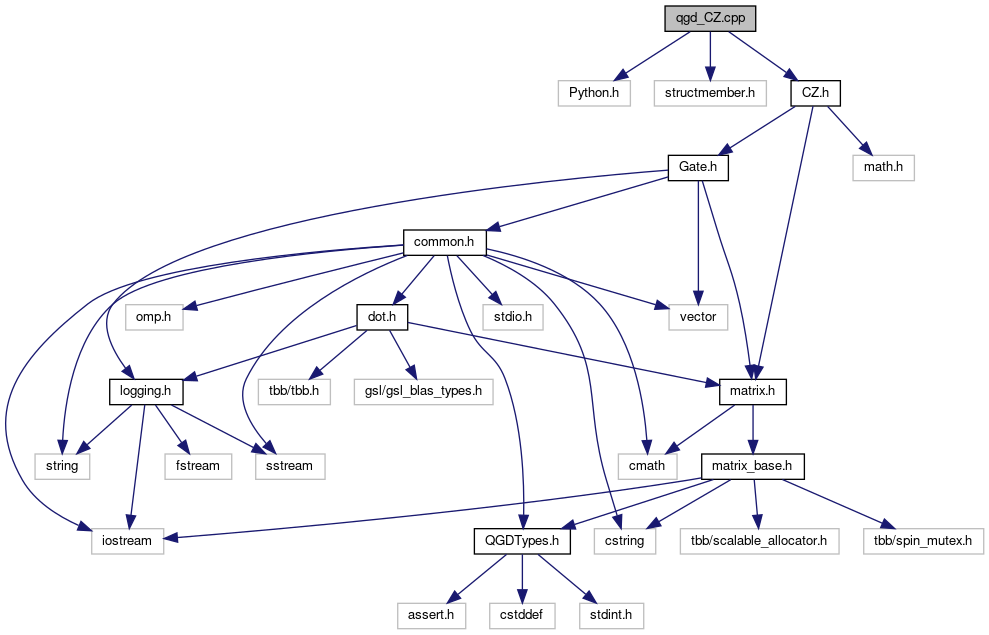 qgd_CZ.cpp
Python.h
structmember.h
CZ.h
Gate.h
math.h
common.h
omp.h
dot.h
stdio.h
vector
logging.h
tbb/tbb.h
gsl/gsl_blas_types.h
matrix.h
string
fstream
sstream
cmath
matrix_base.h
iostream
QGDTypes.h
cstring
tbb/scalable_allocator.h
tbb/spin_mutex.h
assert.h
cstddef
stdint.h